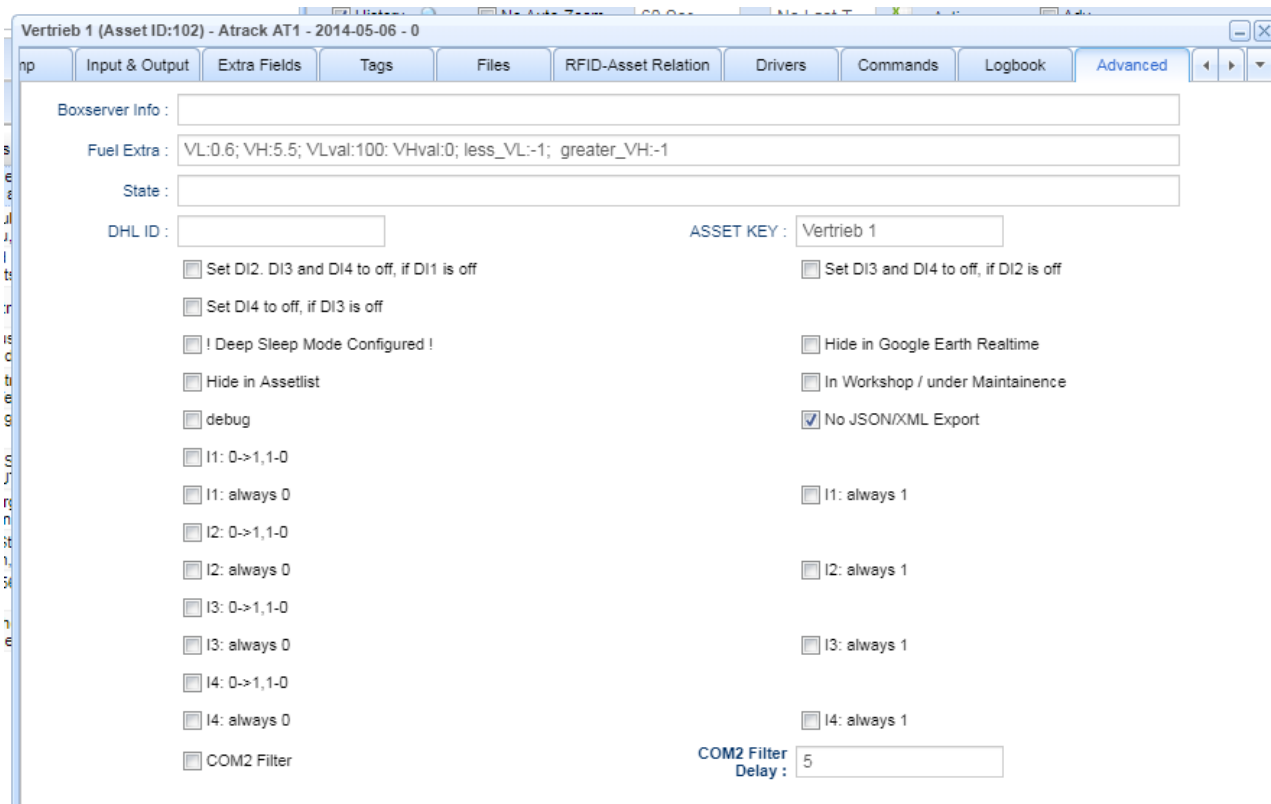 History No Auto Zoom
Vertrieb 1 (Asset ID:102) - Atrack AT1 - 2014-05-06 - 0
Input & Output Extra Fields Tags Files RFID-Asset Relation Drivers Commands Logbook Advanced
Boxserver Info :
Fuel Extra : VL:0.6; VH:5.5; VLval:100: VHval:0; less_VL:-1;  greater_VH:-1
State :
DHL ID : ASSET KEY : Vertrieb 1
Set DI2. DI3 and DI4 to off, if DI1 is off Set DI3 and DI4 to off, if DI2 is off
Set DI4 to off, if DI3 is off
! Deep Sleep Mode Configured ! Hide in Google Earth Realtime
Hide in Assetlist In Workshop / under Maintainence
debug No JSON/XML Export
I1: 0->1,1-0
I1: always 0 I1: always 1
I2: 0->1,1-0
I2: always 0 I2: always 1
I3: 0->1,1-0
I3: always 0 I3: always 1
I4: 0->1,1-0
I4: always 0 I4: always 1
COM2 Filter COM2 Filter
Delay : 5